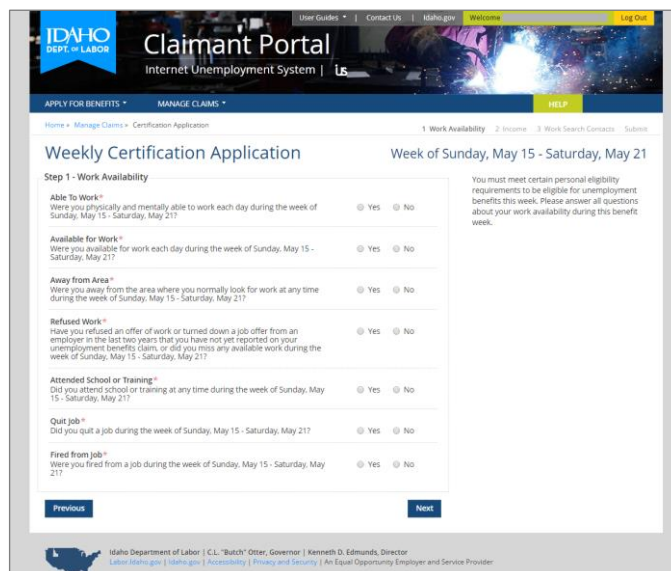 User Guides | Contact Us | Idaho.gov Welcome Log Out
IDAHO
DEPT. OF LABOR
Claimant Portal
Internet Unemployment System | ius
APPLY FOR BENEFITS MANAGE CLAIMS HELP
Home » Manage Claims » Certification Application
1 Work Availability 2 Income 3 Work Search Contacts Submit
Weekly Certification Application
Week of Sunday, May 15 - Saturday, May 21
Step 1 - Work Availability
Able To Work*
Were you physically and mentally able to work each day during the week of
Sunday, May 15 - Saturday, May 21?
Yes No
Available for Work*
Were you available for work each day during the week of Sunday, May 15 -
Saturday, May 21?
Yes No
Away from Area*
Were you away from the area where you normally look for work at any time
during the week of Sunday, May 15 - Saturday, May 21?
Yes No
Refused Work*
Have you refused an offer of work or turned down a job offer from an
employer in the last two years that you have not yet reported on your
unemployment benefits claim, or did you miss any available work during the
week of Sunday, May 15 - Saturday, May 21?
Yes No
Attended School or Training*
Did you attend school or training at any time during the week of Sunday, May
15 - Saturday, May 21?
Yes No
Quit Job*
Did you quit a job during the week of Sunday, May 15 - Saturday, May 21?
Yes No
Fired from Job*
Were you fired from a job during the week of Sunday, May 15 - Saturday, May
21?
Yes No
You must meet certain personal eligibility
requirements to be eligible for unemployment
benefits this week. Please answer all questions
about your work availability during this benefit
week.
Previous Next
Idaho Department of Labor | C.L. "Butch" Otter, Governor | Kenneth D. Edmunds, Director
Labor.Idaho.gov | Idaho.gov | Accessibility | Privacy and Security | An Equal Opportunity Employer and Service Provider